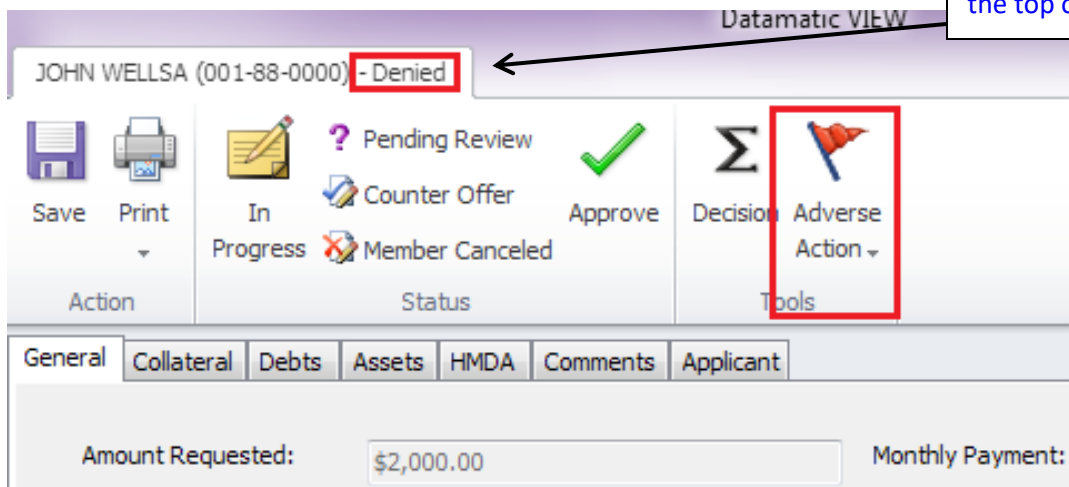 the top
Datamatic VIEW
JOHN WELLSA (001-88-0000) - Denied
Save
Print
In Progress
? Pending Review
Counter Offer
Member Canceled
Approve
Σ
Decision
Adverse Action
Action
Status
Tools
General Collateral Debts Assets HMDA Comments Applicant
Amount Requested: $2,000.00 Monthly Payment: